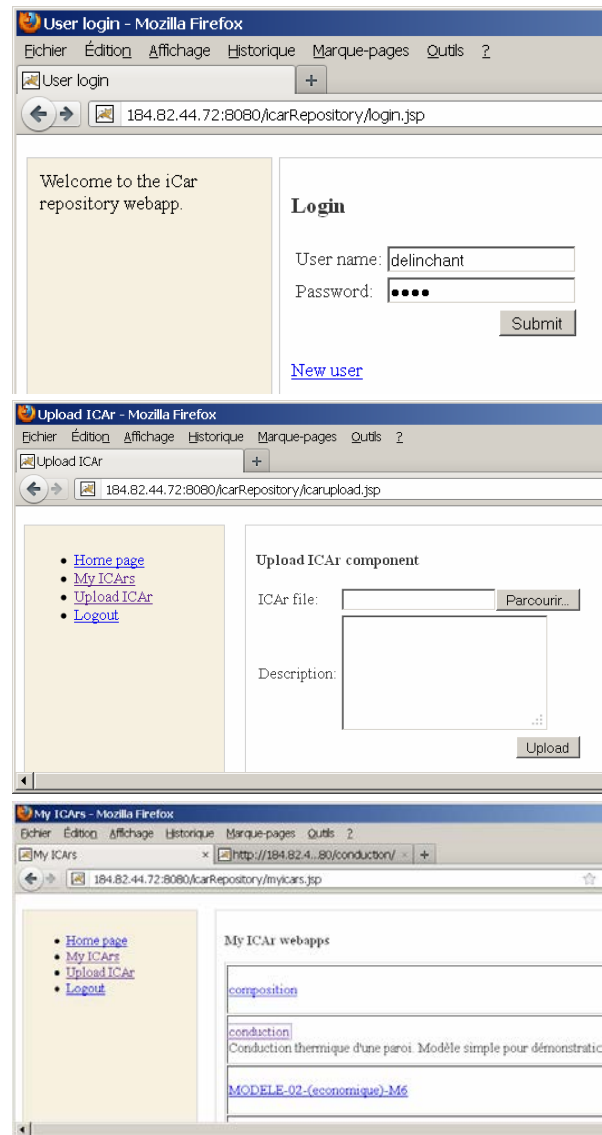 User login - Mozilla Firefox
Fichier Édition Affichage Historique Marque-pages Outils ?
User login +
184.82.44.72:8080/icarRepository/login.jsp
Welcome to the iCar
repository webapp.
Login
User name: delinchant
Password: ●●●●
Submit
New user
Upload ICAr - Mozilla Firefox
Fichier Édition Affichage Historique Marque-pages Outils ?
Upload ICAr +
184.82.44.72:8080/icarRepository/icarupload.jsp
Home page
My ICArs
Upload ICAr
Logout
Upload ICAr component
ICAr file: Parcourir...
Description:
Upload
My ICArs - Mozilla Firefox
Fichier Édition Affichage Historique Marque-pages Outils ?
My ICArs × http://184.82.4...80/conduction/ × +
184.82.44.72:8080/icarRepository/myicars.jsp
Home page
My ICArs
Upload ICAr
Logout
My ICAr webapps
composition
conduction
Conduction thermique d'une paroi. Modèle simple pour démonstratic
MODELE-02-(economique)-M6